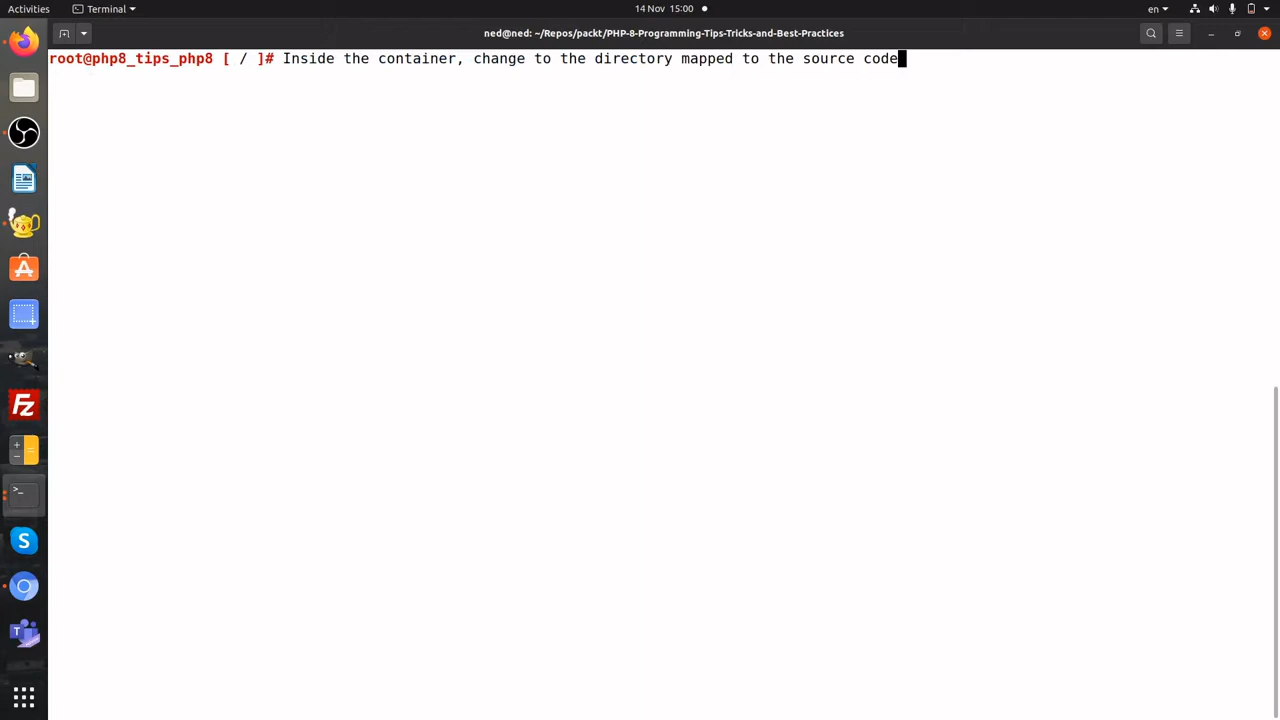 Activities
Terminal
14 Nov 15:00
en
ned@ned: ~/Repos/packt/PHP-8-Programming-Tips-Tricks-and-Best-Practices
root@php8_tips_php8 [ / ]# Inside the container, change to the directory mapped to the source code